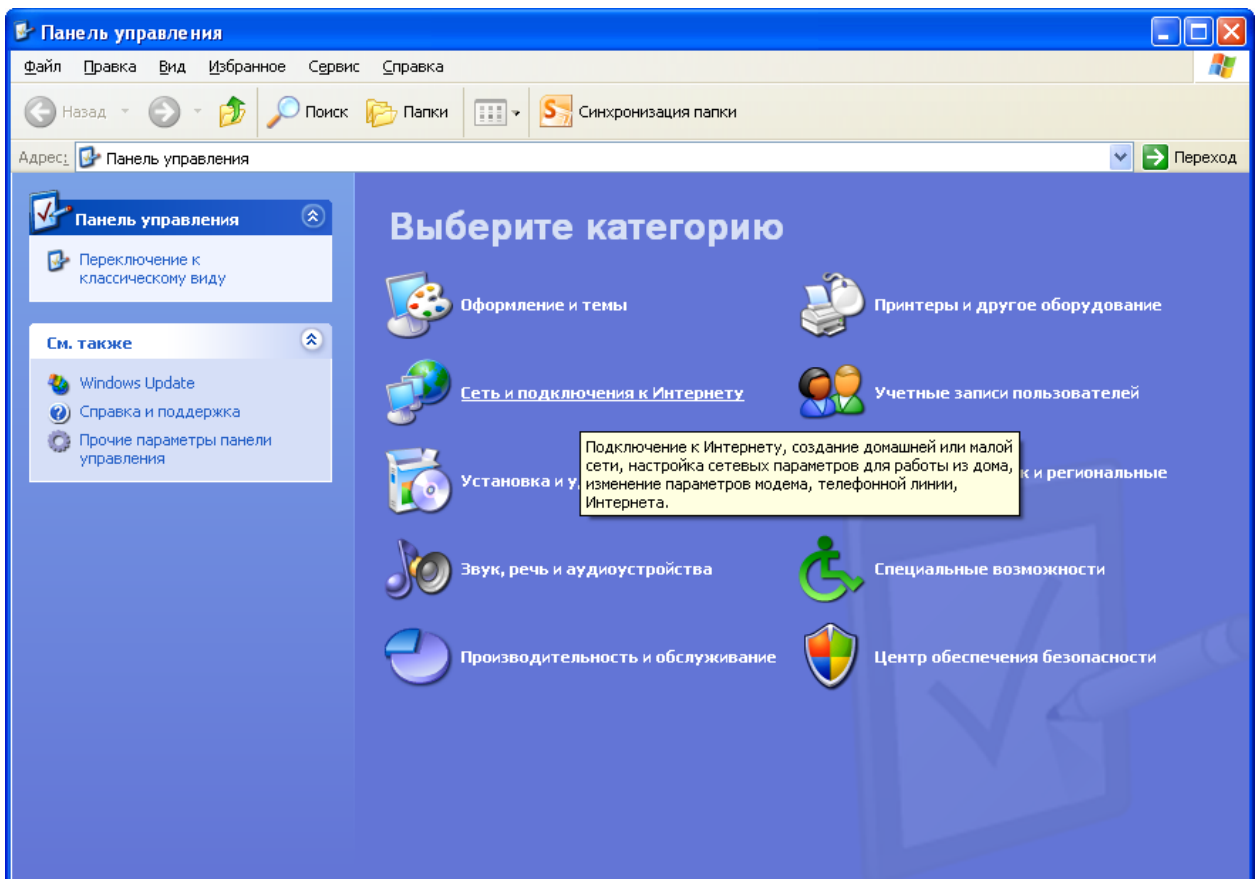 Панель управления
Файл Правка Вид Избранное Сервис Справка
Назад Поиск Папки Синхронизация папки
Адрес: Панель управления Переход
Панель управления
Переключение к
классическому виду
См. также
Windows Update
Справка и поддержка
Прочие параметры панели
управления
Выберите категорию
Оформление и темы
Принтеры и другое оборудование
Сеть и подключения к Интернету
Учетные записи пользователей
Подключение к Интернету, создание домашней или малой
сети, настройка сетевых параметров для работы из дома,
изменение параметров модема, телефонной линии,
Интернета.
Установка и
и региональные
Звук, речь и аудиоустройства
Специальные возможности
Производительность и обслуживание
Центр обеспечения безопасности